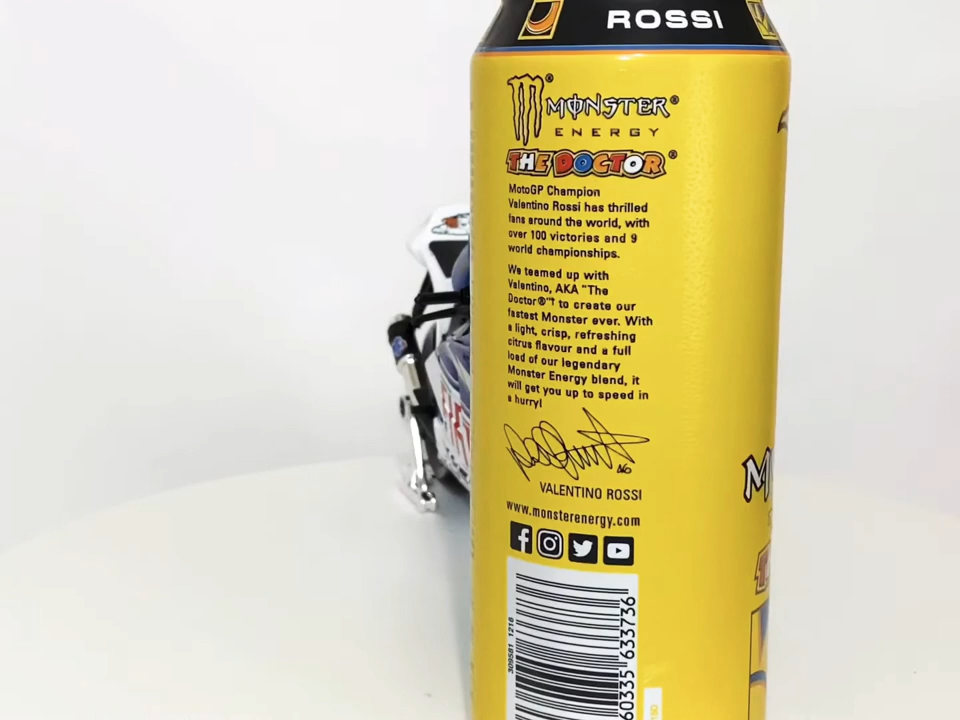 ROSSI
MONSTER®
ENERGY
THE DOCTOR®
MotoGP Champion
Valentino Rossi has thrilled
fans around the world, with
over 100 victories and 9
world championships.
We teamed up with
Valentino, AKA "The
Doctor®"† to create our
fastest Monster ever. With
a light, crisp, refreshing
citrus flavour and a full
load of our legendary
Monster Energy blend, it
will get you up to speed in
a hurry!
VALENTINO ROSSI
www.monsterenergy.com
309581 1218
60335 633736